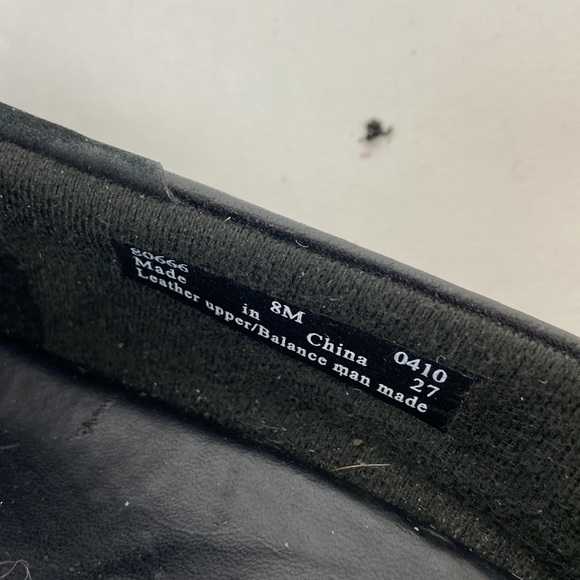 80666 8M 0410
Made in China 27
Leather upper/Balance man made